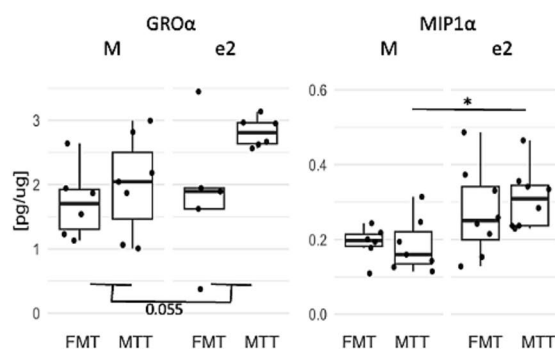 GROα MIP1α
M e2 M e2
0.6
*
3
0.4
[pg/ug]
2
0.2
1
0 0.055 0.0
FMT MTT FMT MTT FMT MTT FMT MTT